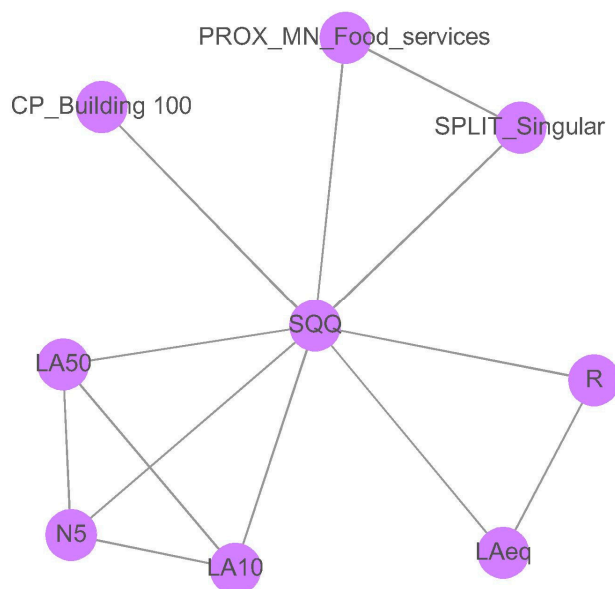 PROX_MN_Food_services
CP_Building 100
SPLIT_Singular
SQQ
LA50
R
N5
LAeq
LA10